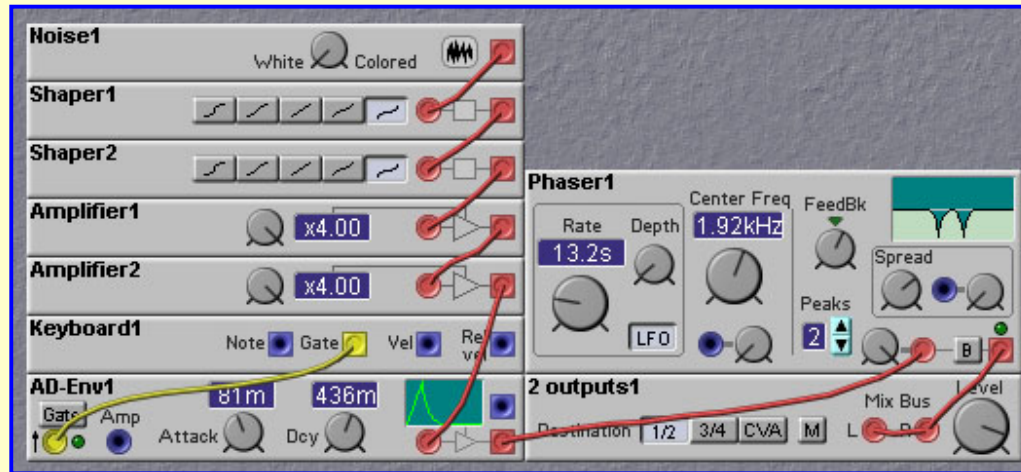 Noise1
White Colored
Shaper1
Shaper2
Amplifier1
x4.00
Amplifier2
x4.00
Keyboard1
Note Gate Vel Rel vel
AD-Env1
81m 436m
Gate Amp
Attack Dcy
Phaser1
Center Freq FeedBk
Rate Depth 1.92kHz
13.2s
Spread
Peaks
2
LFO
B
2 outputs1
Level
Mix Bus
Destination 1/2 3/4 CVA M L R